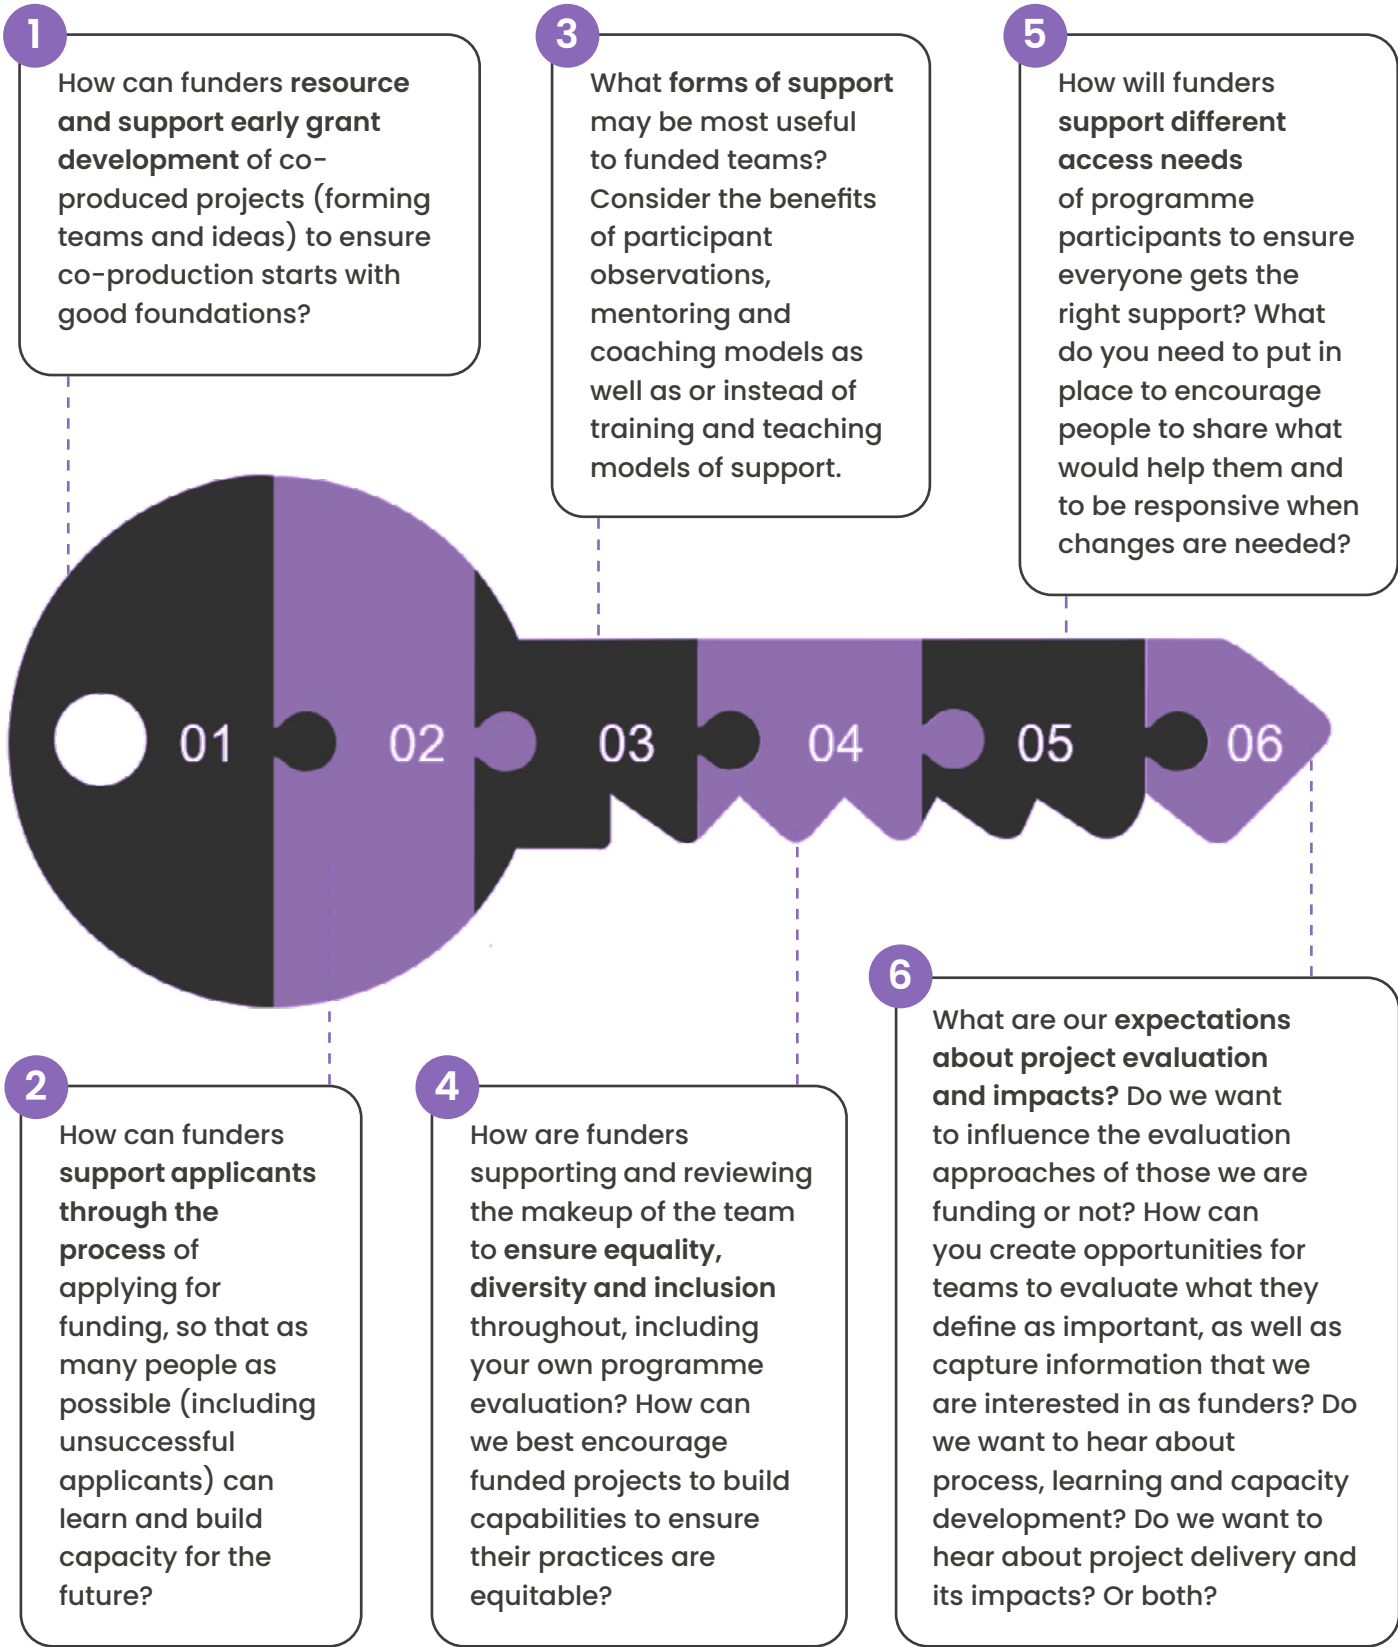 1
How can funders resource
and support early grant
development of co-
produced projects (forming
teams and ideas) to ensure
co-production starts with
good foundations?
3
What forms of support
may be most useful
to funded teams?
Consider the benefits
of participant
observations,
mentoring and
coaching models as
well as or instead of
training and teaching
models of support.
5
How will funders
support different
access needs
of programme
participants to ensure
everyone gets the
right support? What
do you need to put in
place to encourage
people to share what
would help them and
to be responsive when
changes are needed?
01 02 03 04 05 06
2
How can funders
support applicants
through the
process of
applying for
funding, so that as
many people as
possible (including
unsuccessful
applicants) can
learn and build
capacity for the
future?
4
How are funders
supporting and reviewing
the makeup of the team
to ensure equality,
diversity and inclusion
throughout, including
your own programme
evaluation? How can
we best encourage
funded projects to build
capabilities to ensure
their practices are
equitable?
6
What are our expectations
about project evaluation
and impacts? Do we want
to influence the evaluation
approaches of those we are
funding or not? How can
you create opportunities for
teams to evaluate what they
define as important, as well as
capture information that we
are interested in as funders? Do
we want to hear about
process, learning and capacity
development? Do we want to
hear about project delivery and
its impacts? Or both?